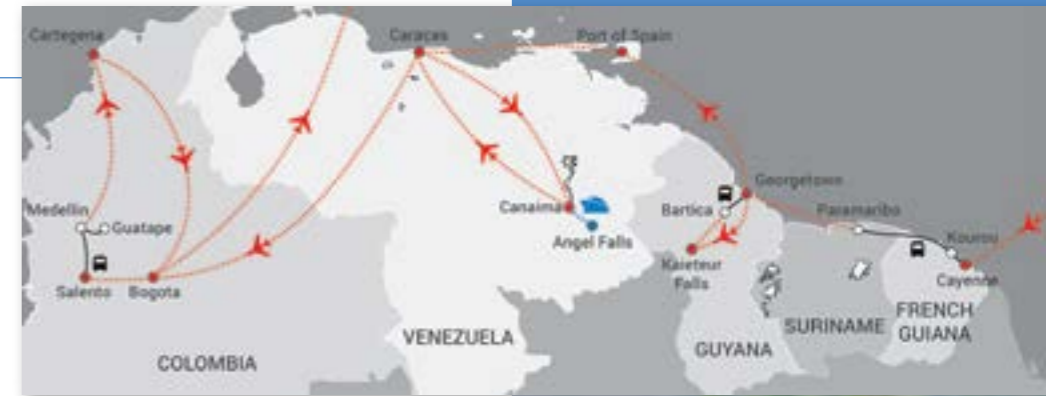 Cartegena
Caracas
Port of Spain
Medellin
Guatape
Salento
Bogota
Canaima
Angel Falls
Bartica
Georgetown
Kaieteur
Falls
Paramaribo
Kourou
Cayenne
COLOMBIA
VENEZUELA
GUYANA
SURINAME
FRENCH
GUIANA